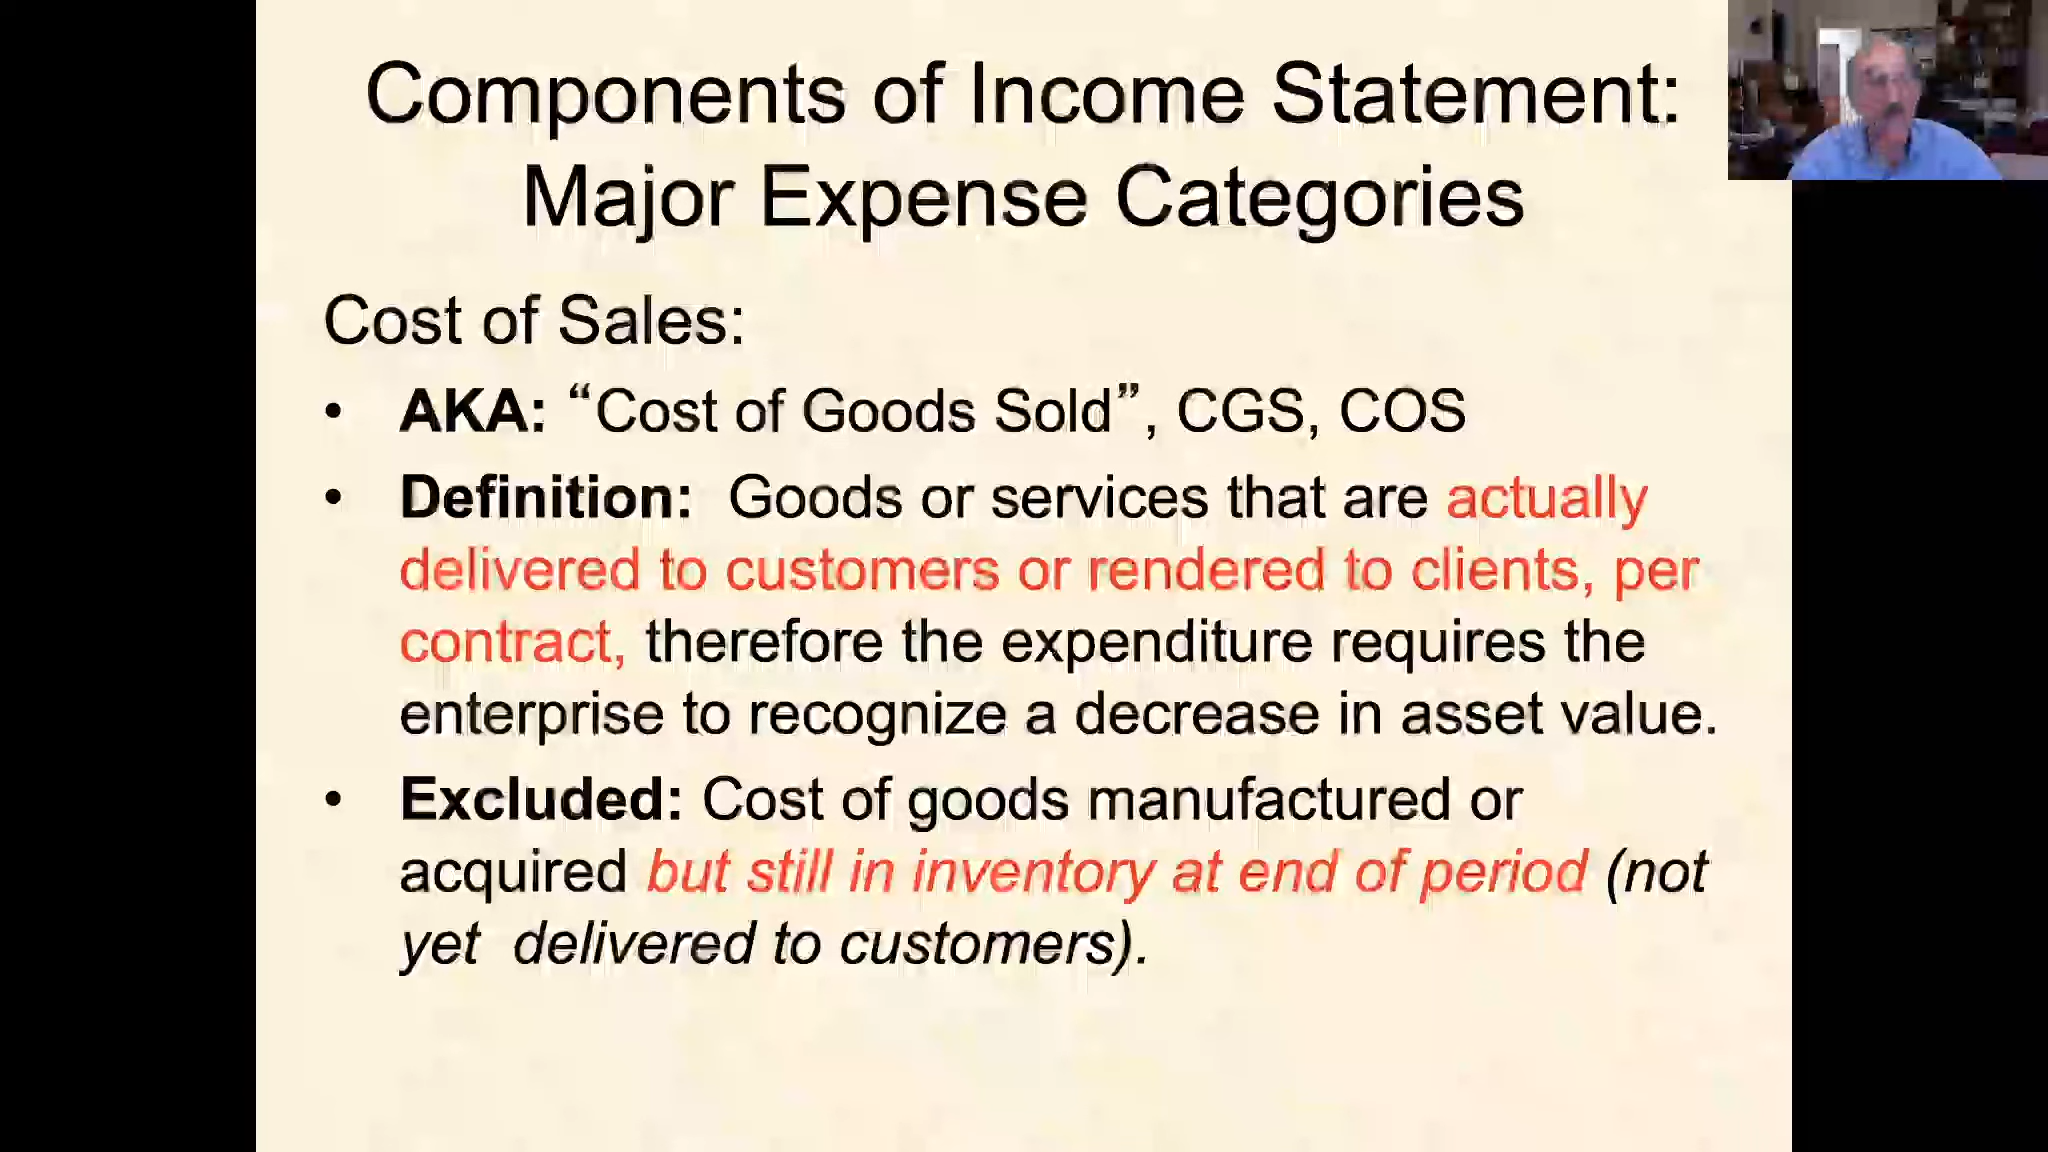 Components of Income Statement:
Major Expense Categories
Cost of Sales:
• AKA: “Cost of Goods Sold”, CGS, COS
• Definition: Goods or services that are actually
delivered to customers or rendered to clients, per
contract, therefore the expenditure requires the
enterprise to recognize a decrease in asset value.
• Excluded: Cost of goods manufactured or
acquired but still in inventory at end of period (not
yet delivered to customers).